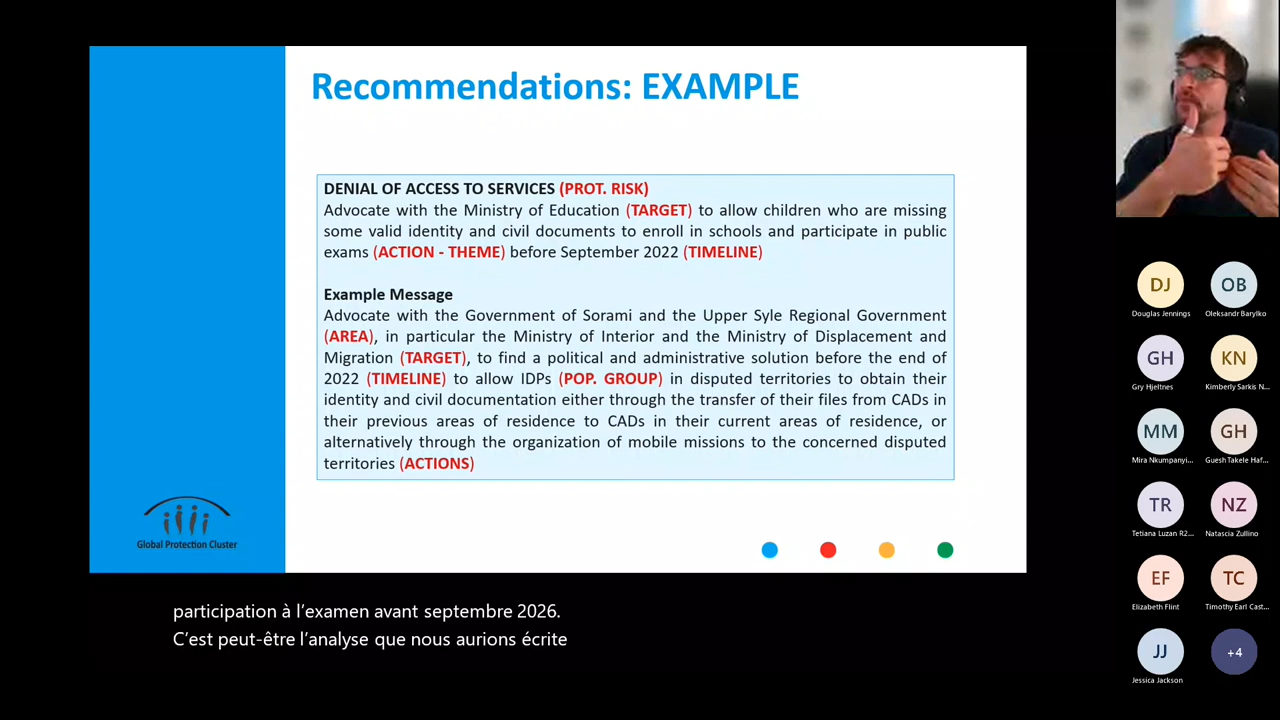 Recommendations: EXAMPLE
DENIAL OF ACCESS TO SERVICES (PROT. RISK)
Advocate with the Ministry of Education (TARGET) to allow children who are missing
some valid identity and civil documents to enroll in schools and participate in public
exams (ACTION - THEME) before September 2022 (TIMELINE)
Example Message
Advocate with the Government of Sorami and the Upper Syle Regional Government
(AREA), in particular the Ministry of Interior and the Ministry of Displacement and
Migration (TARGET), to find a political and administrative solution before the end of
2022 (TIMELINE) to allow IDPs (POP. GROUP) in disputed territories to obtain their
identity and civil documentation either through the transfer of their files from CADs in
their previous areas of residence to CADs in their current areas of residence, or
alternatively through the organization of mobile missions to the concerned disputed
territories (ACTIONS)
Global Protection Cluster
participation à l'examen avant septembre 2026.
C'est peut-être l'analyse que nous aurions écrite
DJ
Douglas Jennings
OB
Oleksandr Barylko
GH
Gry Hjeltnes
KN
Kimberly Sarkis N...
MM
Mira Nkumpanyi...
GH
Guesh Takele Haf...
TR
Tetiana Luzan R2...
NZ
Natascia Zullino
EF
Elizabeth Flint
TC
Timothy Earl Cast...
JJ
Jessica Jackson
+4